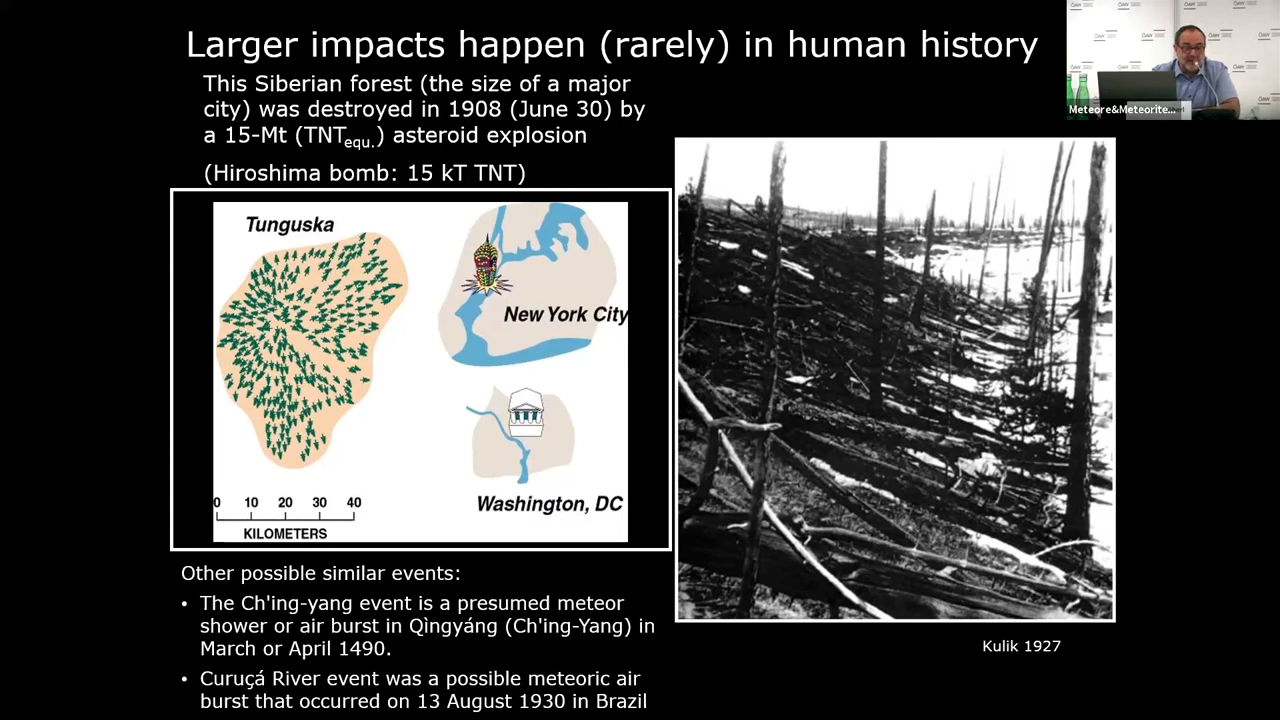 Larger impacts happen (rarely) in human history
This Siberian forest (the size of a major
city) was destroyed in 1908 (June 30) by
a 15-Mt (TNTequ.) asteroid explosion
(Hiroshima bomb: 15 kT TNT)
Tunguska
New York City
Washington, DC
0 10 20 30 40
KILOMETERS
Other possible similar events:
• The Ch'ing-yang event is a presumed meteor
shower or air burst in Qìngyáng (Ch'ing-Yang) in
March or April 1490.
• Curuçá River event was a possible meteoric air
burst that occurred on 13 August 1930 in Brazil
Kulik 1927
Meteore&Meteorite...
ÖAW
ÖAW
ÖAW
ÖAW